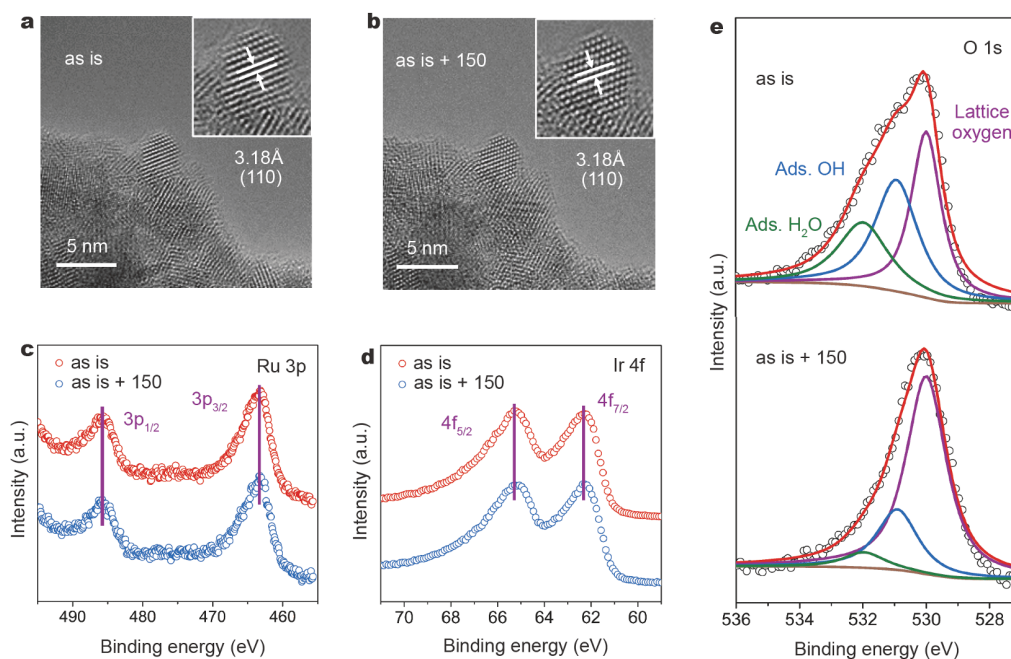 a
as is
3.18Å
(110)
5 nm
b
as is + 150
3.18Å
(110)
5 nm
c
as is
as is + 150
Ru 3p
3p1/2
3p3/2
Intensity (a.u.)
490
480
470
460
Binding energy (eV)
d
as is
as is + 150
Ir 4f
4f5/2
4f7/2
Intensity (a.u.)
70
68
66
64
62
60
Binding energy (eV)
e
O 1s
as is
Lattice
oxygen
Ads. OH
Ads. H2O
as is + 150
Intensity (a.u.)
536
534
532
530
528
Binding energy (eV)